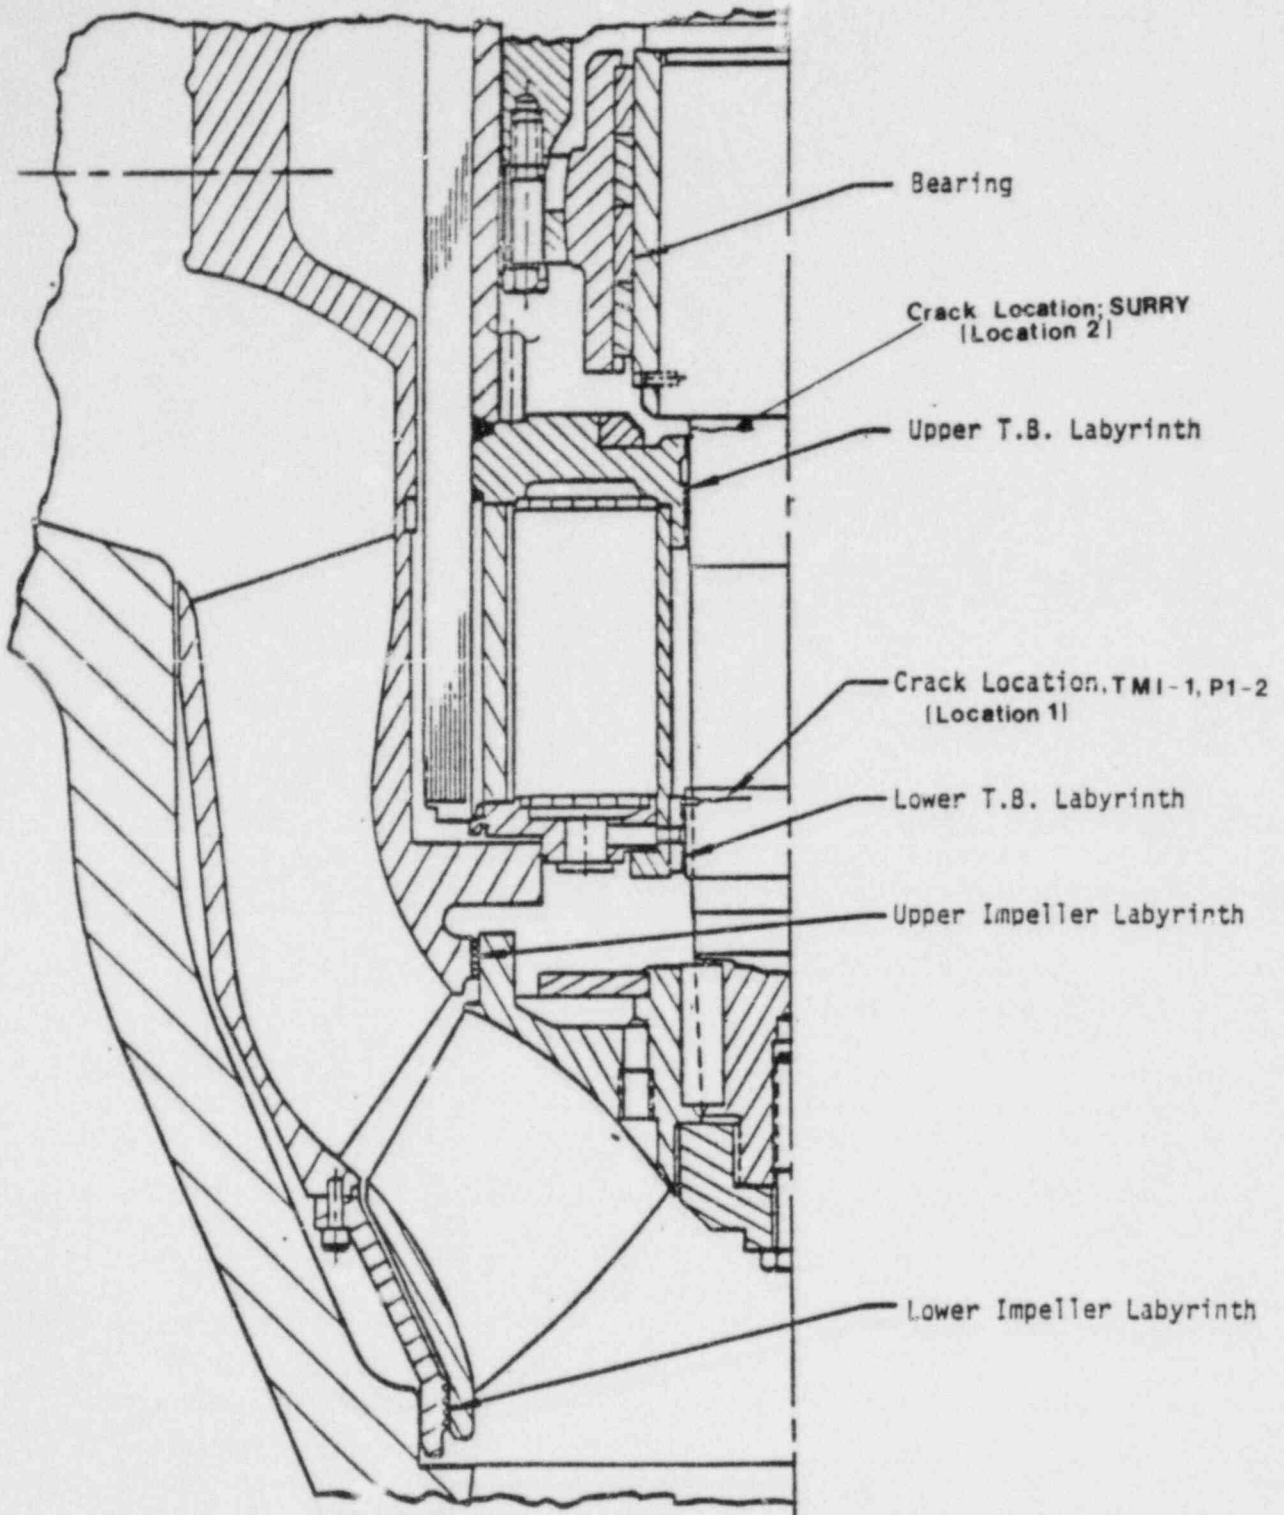 Bearing
Crack Location; SURRY
(Location 2)
Upper T.B. Labyrinth
Crack Location, TMI-1, P1-2
(Location 1)
Lower T.B. Labyrinth
Upper Impeller Labyrinth
Lower Impeller Labyrinth